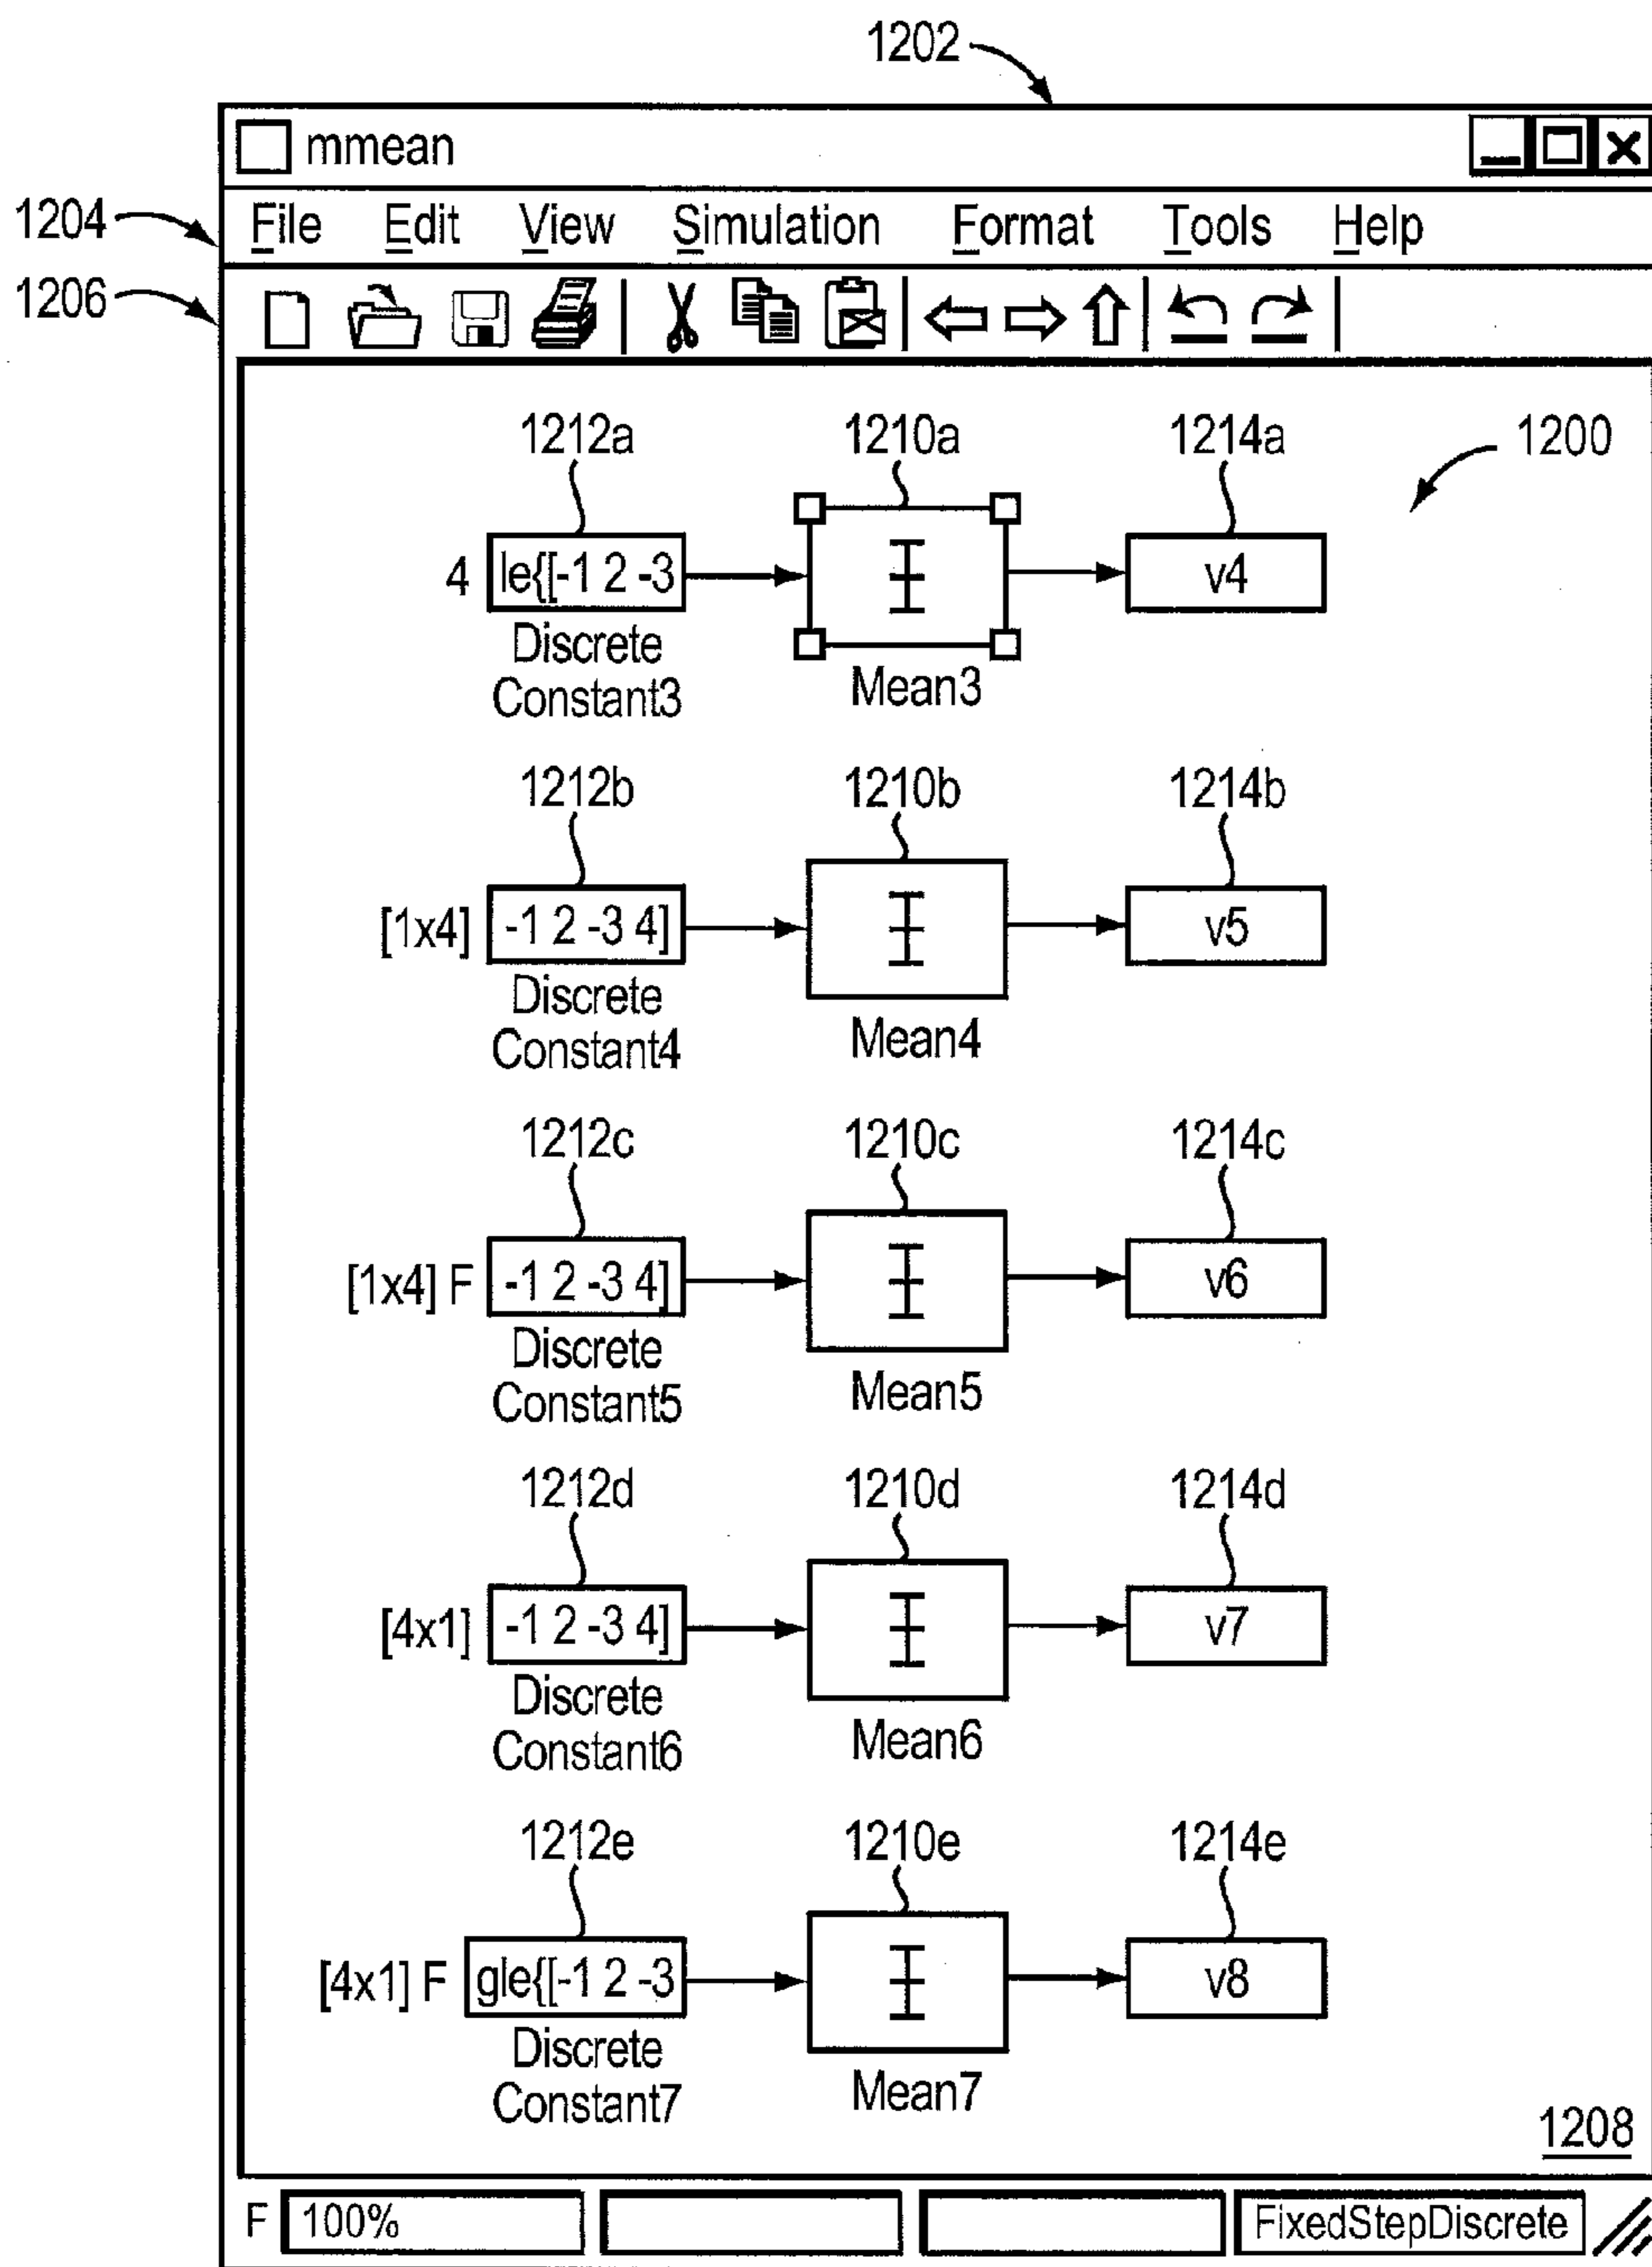 1202
mmean
1204
File Edit View Simulation Format Tools Help
1206
1212a 1210a 1214a 1200
4 le{[-1 2 -3 v4
Discrete
Constant3 Mean3
1212b 1210b 1214b
[1x4] -1 2 -3 4] v5
Discrete
Constant4 Mean4
1212c 1210c 1214c
[1x4] F -1 2 -3 4] v6
Discrete
Constant5 Mean5
1212d 1210d 1214d
[4x1] -1 2 -3 4] v7
Discrete
Constant6 Mean6
1212e 1210e 1214e
[4x1] F gle{[-1 2 -3 v8
Discrete
Constant7 Mean7
1208
F 100% FixedStepDiscrete